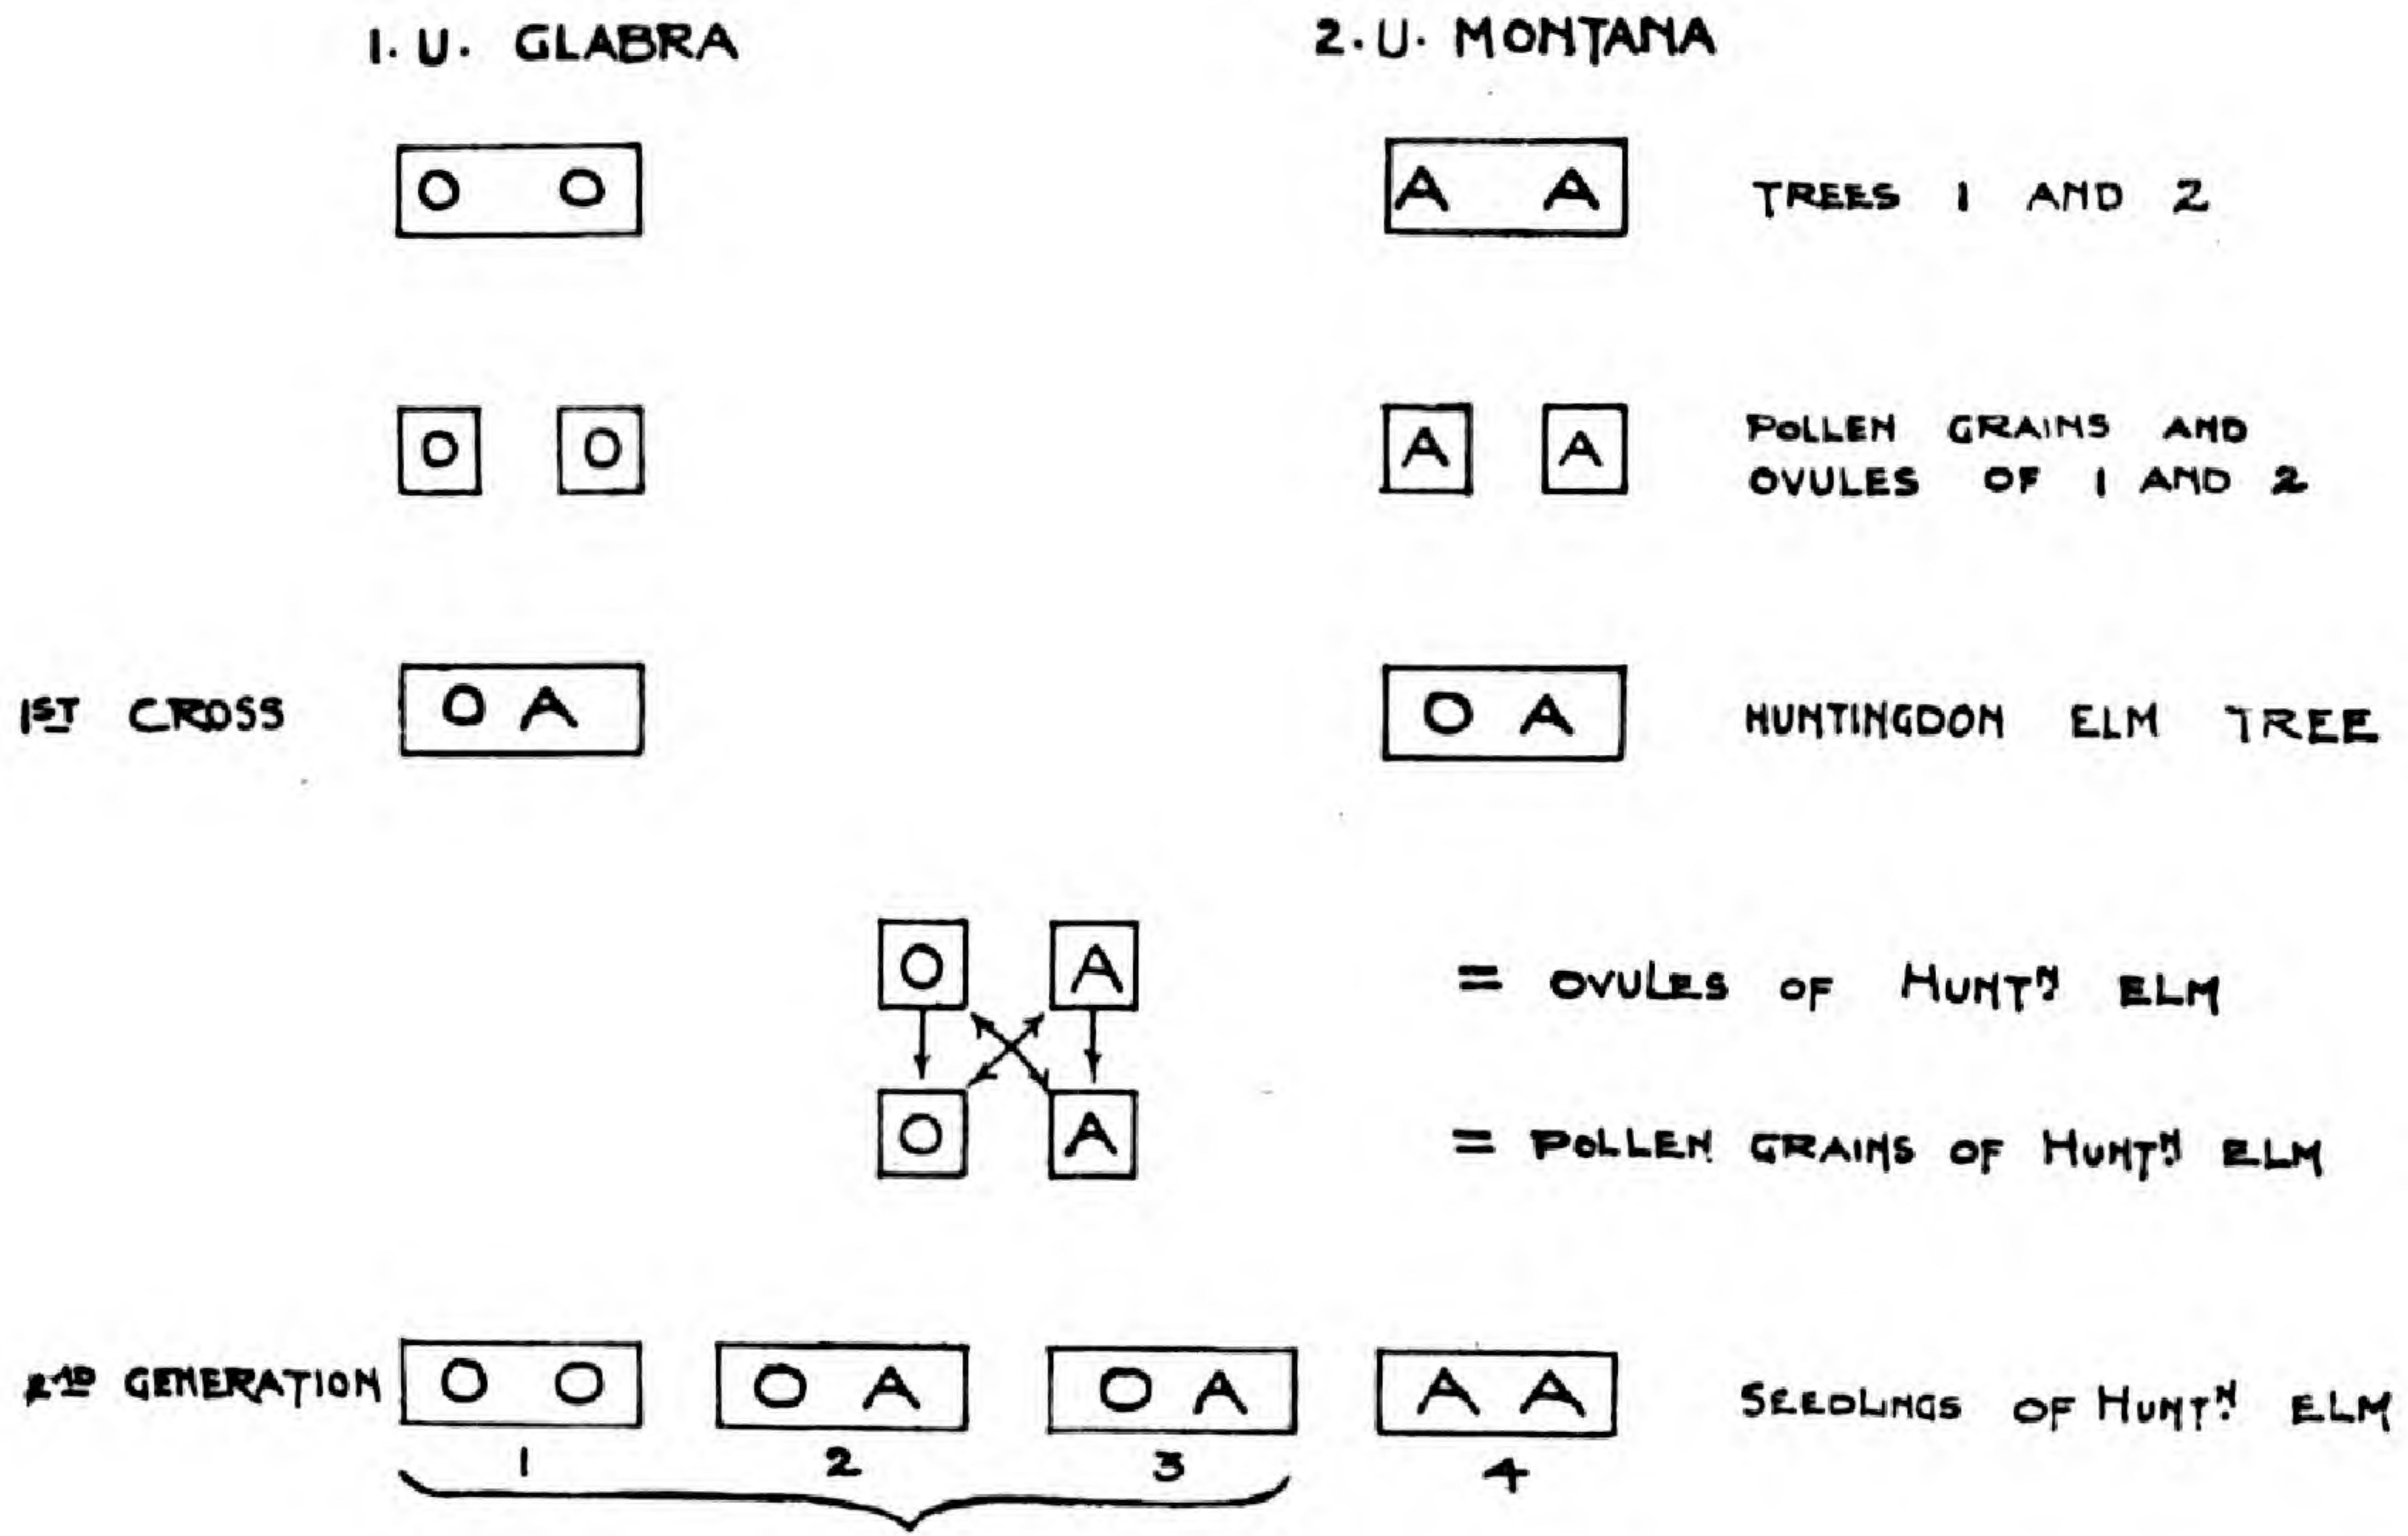 1. U. GLABRA
2. U. MONTANA
O O
A A
TREES 1 AND 2
O O
A A
POLLEN GRAINS AND
OVULES OF 1 AND 2
1ST CROSS
O A
O A
HUNTINGDON ELM TREE
O A
= OVULES OF HUNTN ELM
O A
= POLLEN GRAINS OF HUNTN ELM
2ND GENERATION
O O
O A
O A
A A
SEEDLINGS OF HUNTN ELM
1 2 3 4